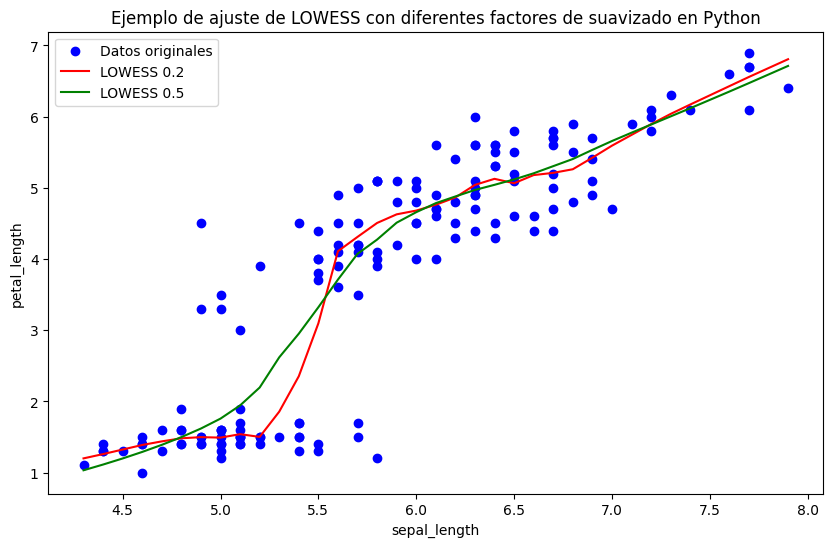 Ejemplo de ajuste de LOWESS con diferentes factores de suavizado en Python
Datos originales
LOWESS 0.2
LOWESS 0.5
petal_length
7
6
5
4
3
2
1
4.5
5.0
5.5
6.0
6.5
7.0
7.5
8.0
sepal_length